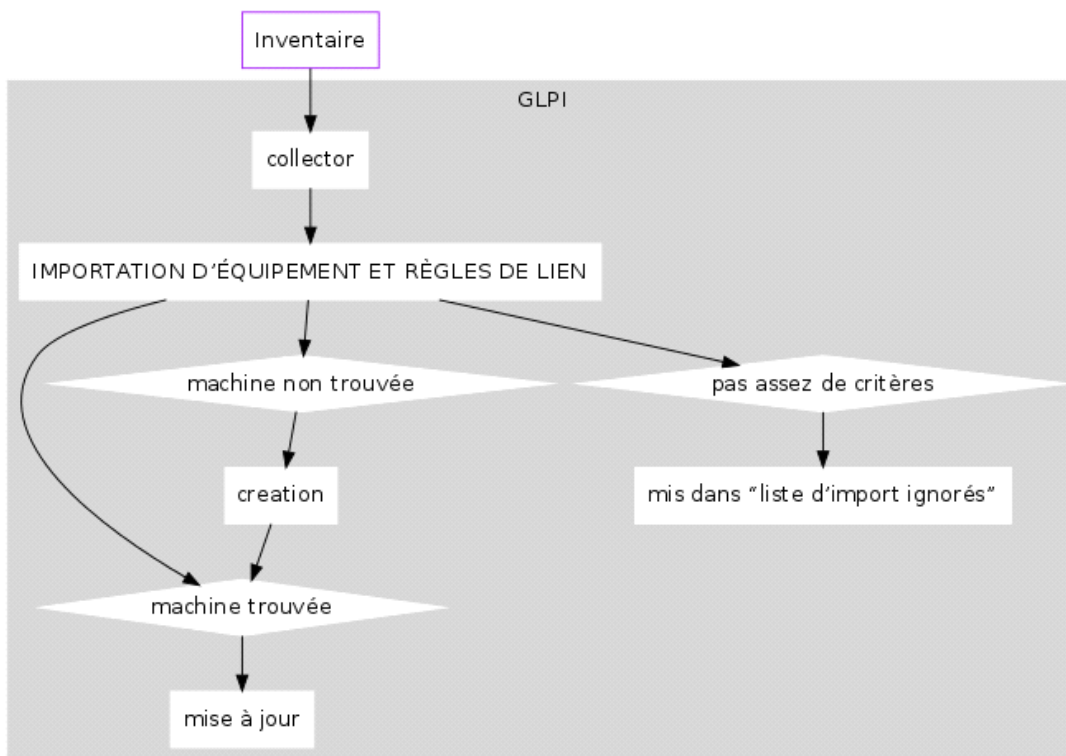 Inventaire
GLPI
collector
IMPORTATION D’ÉQUIPEMENT ET RÈGLES DE LIEN
machine non trouvée
pas assez de critères
creation
mis dans “liste d’import ignorés”
machine trouvée
mise à jour